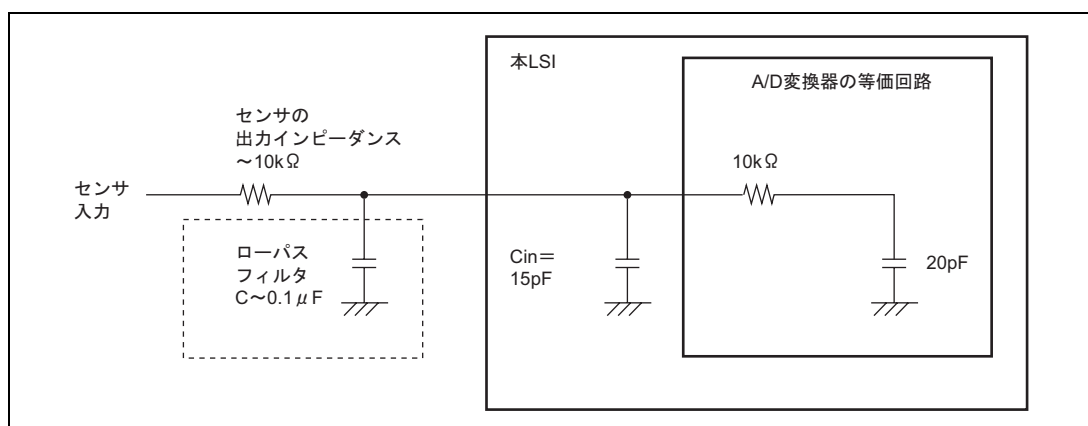 本LSI
A/D変換器の等価回路
センサの
出力インピーダンス
～10kΩ
10kΩ
センサ
入力
ローパス
フィルタ
C～0.1μF
Cin＝
15pF
20pF